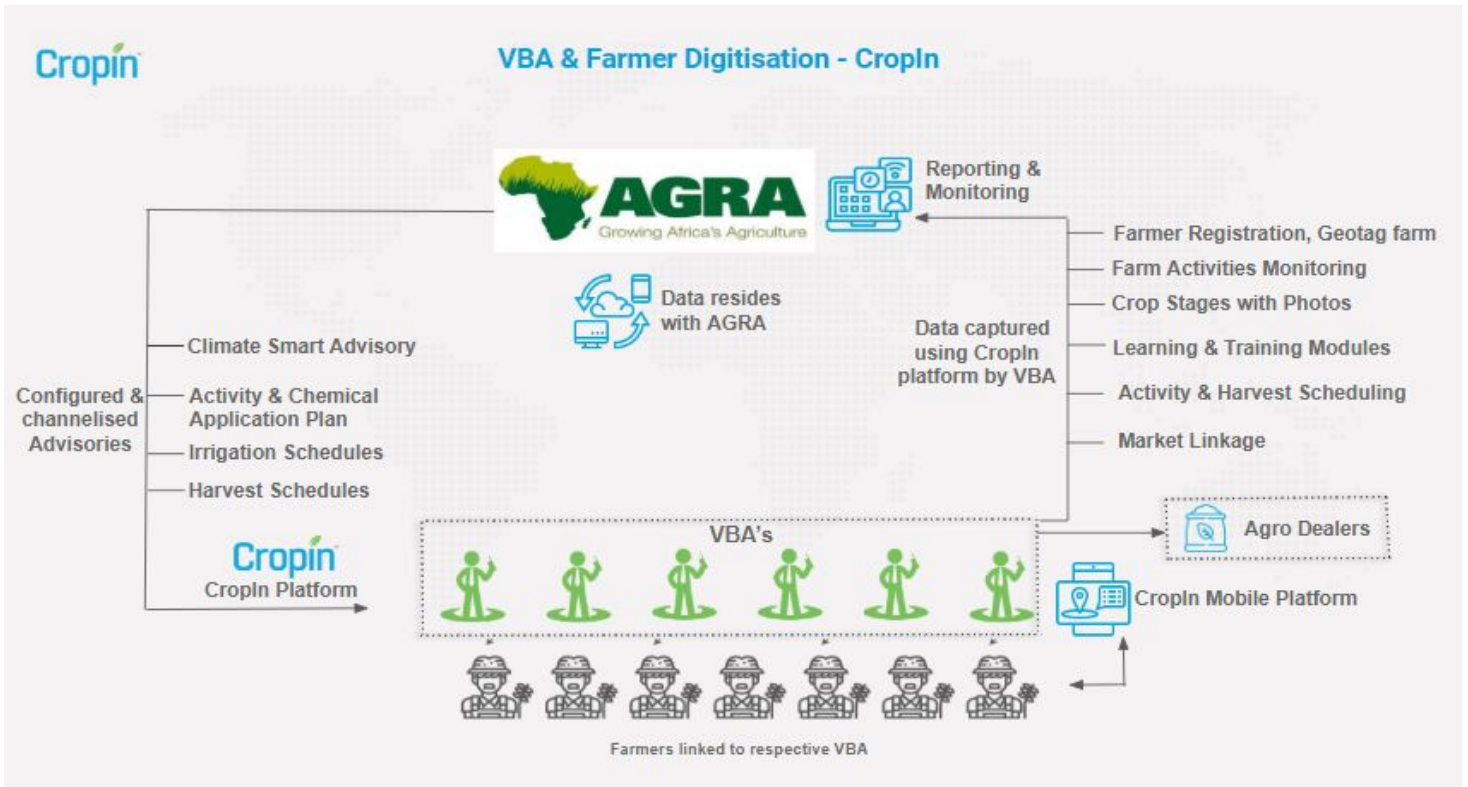 Cropin
VBA & Farmer Digitisation - CropIn
AGRA
Growing Africa's Agriculture
Reporting &
Monitoring
Data resides
with AGRA
Configured &
channelised
Advisories
Climate Smart Advisory
Activity & Chemical
Application Plan
Irrigation Schedules
Harvest Schedules
Data captured
using CropIn
platform by VBA
Farmer Registration, Geotag farm
Farm Activities Monitoring
Crop Stages with Photos
Learning & Training Modules
Activity & Harvest Scheduling
Market Linkage
Cropin
CropIn Platform
VBA's
Agro Dealers
CropIn Mobile Platform
Farmers linked to respective VBA